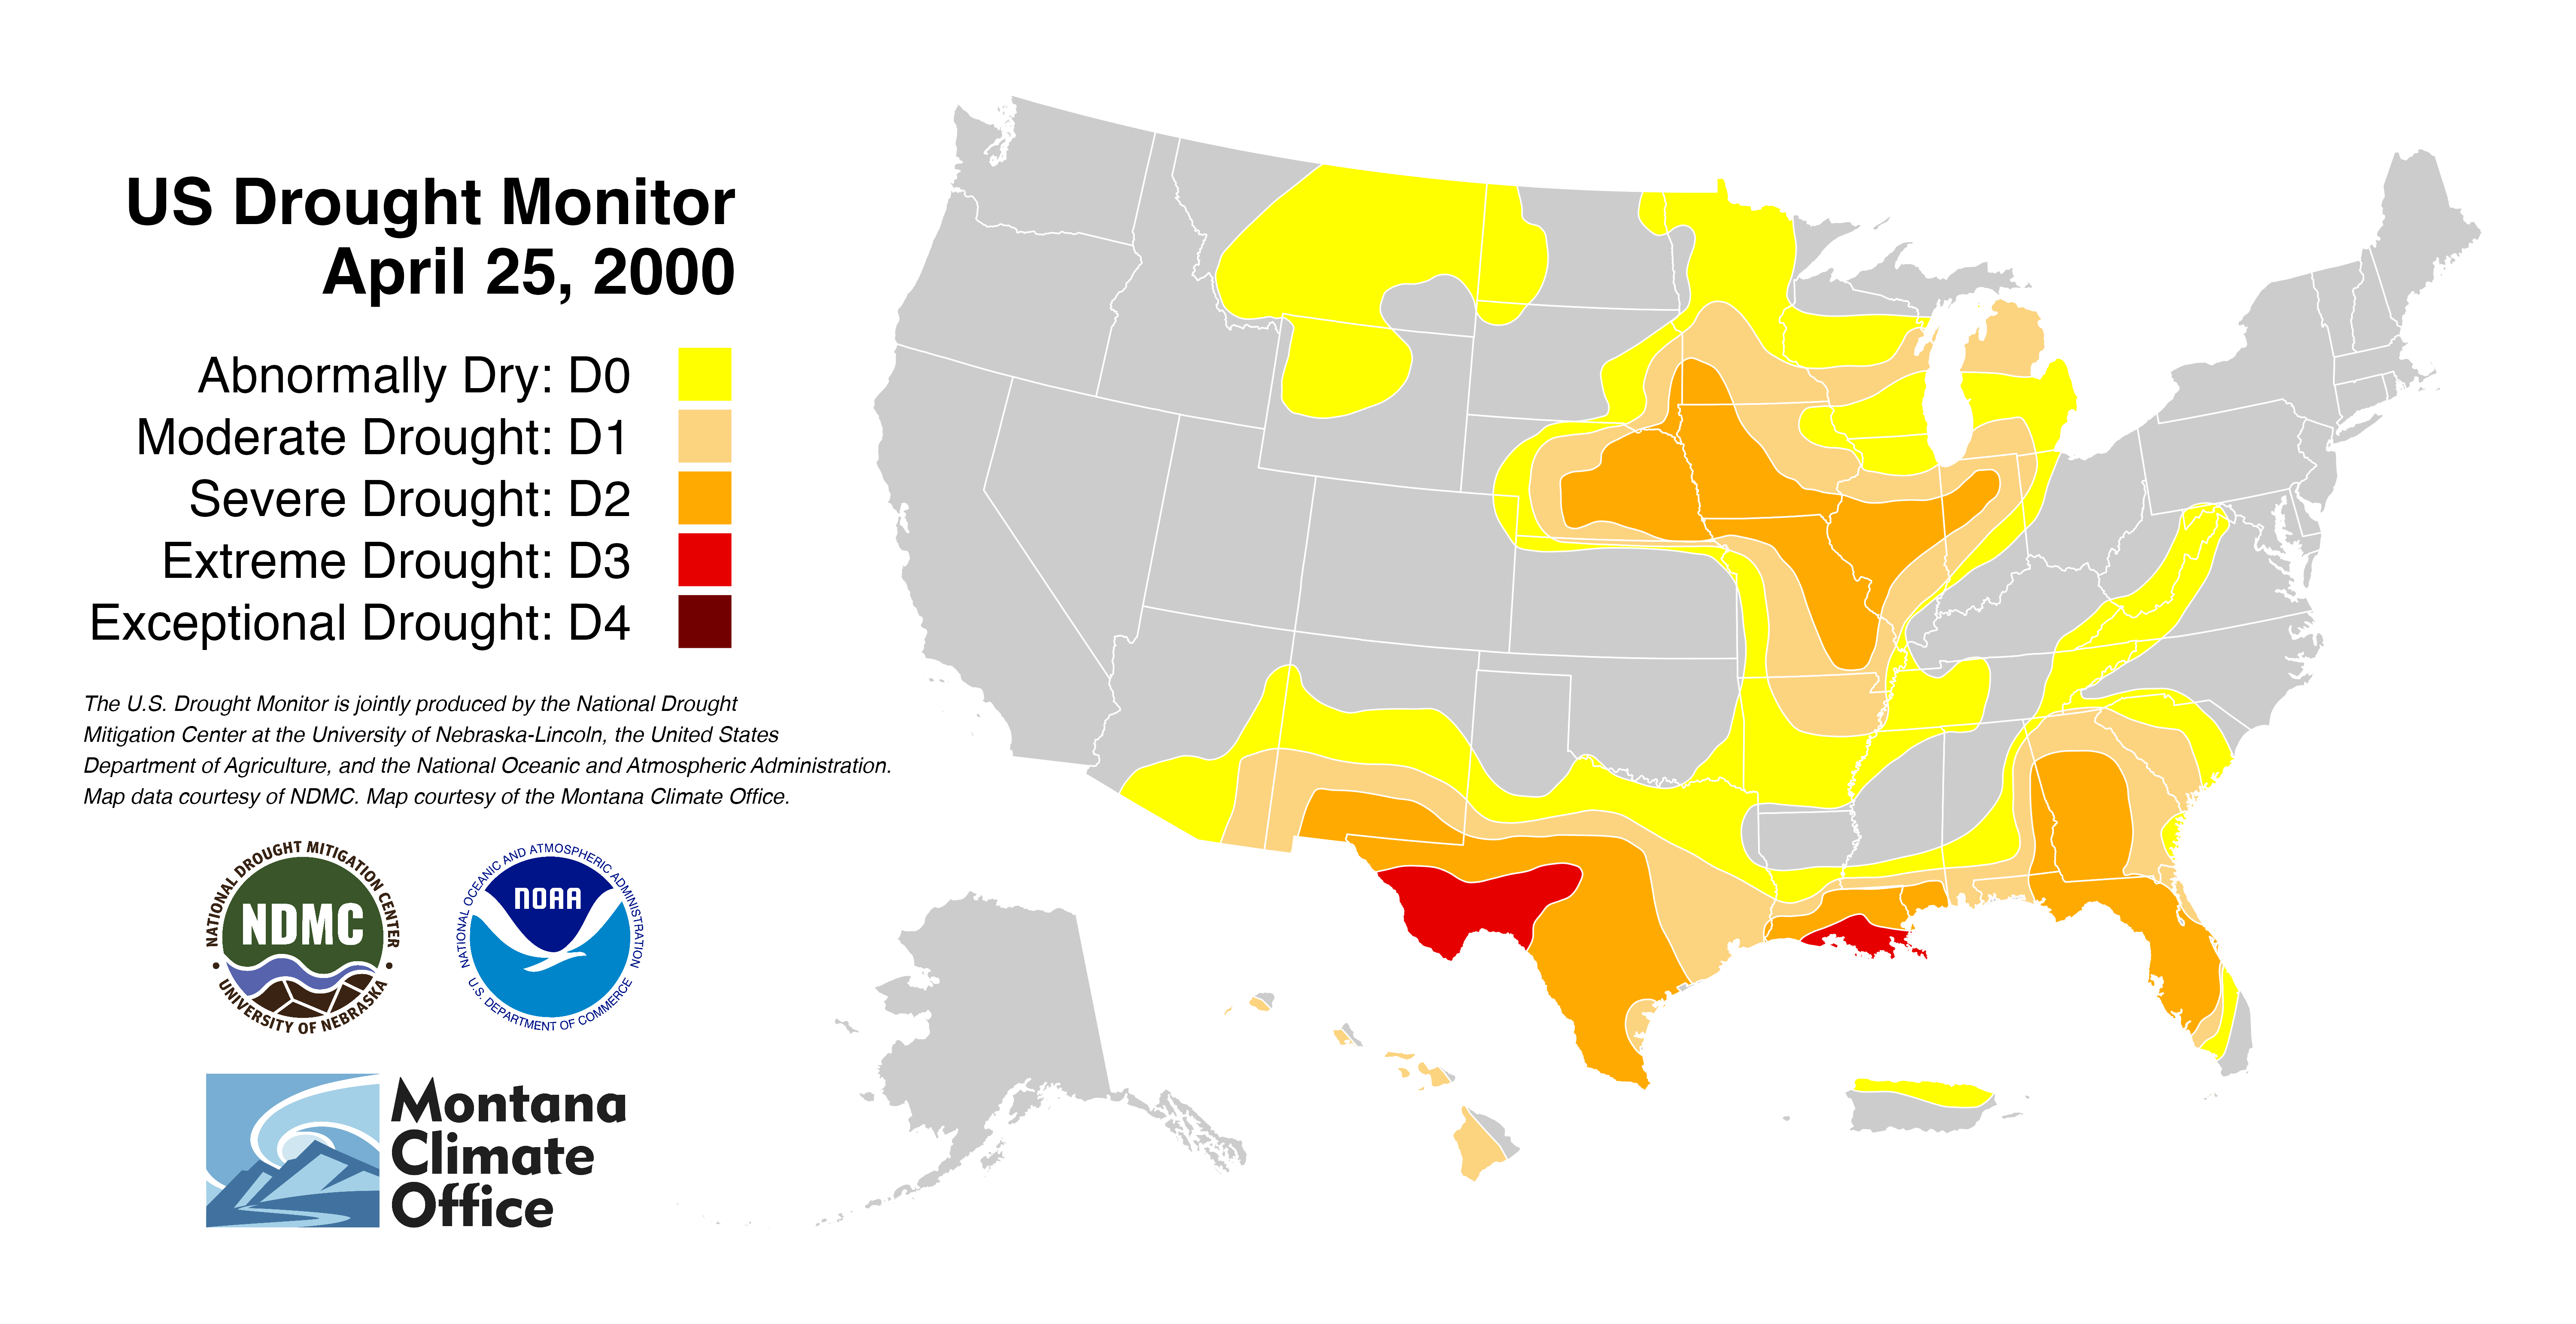 US Drought Monitor
April 25, 2000
Abnormally Dry: D0
Moderate Drought: D1
Severe Drought: D2
Extreme Drought: D3
Exceptional Drought: D4
The U.S. Drought Monitor is jointly produced by the National Drought
Mitigation Center at the University of Nebraska-Lincoln, the United States
Department of Agriculture, and the National Oceanic and Atmospheric Administration.
Map data courtesy of NDMC. Map courtesy of the Montana Climate Office.
NATIONAL DROUGHT MITIGATION CENTER
NDMC
• UNIVERSITY OF NEBRASKA •
NATIONAL OCEANIC AND ATMOSPHERIC ADMINISTRATION
NOAA
U.S. DEPARTMENT OF COMMERCE
Montana
Climate
Office